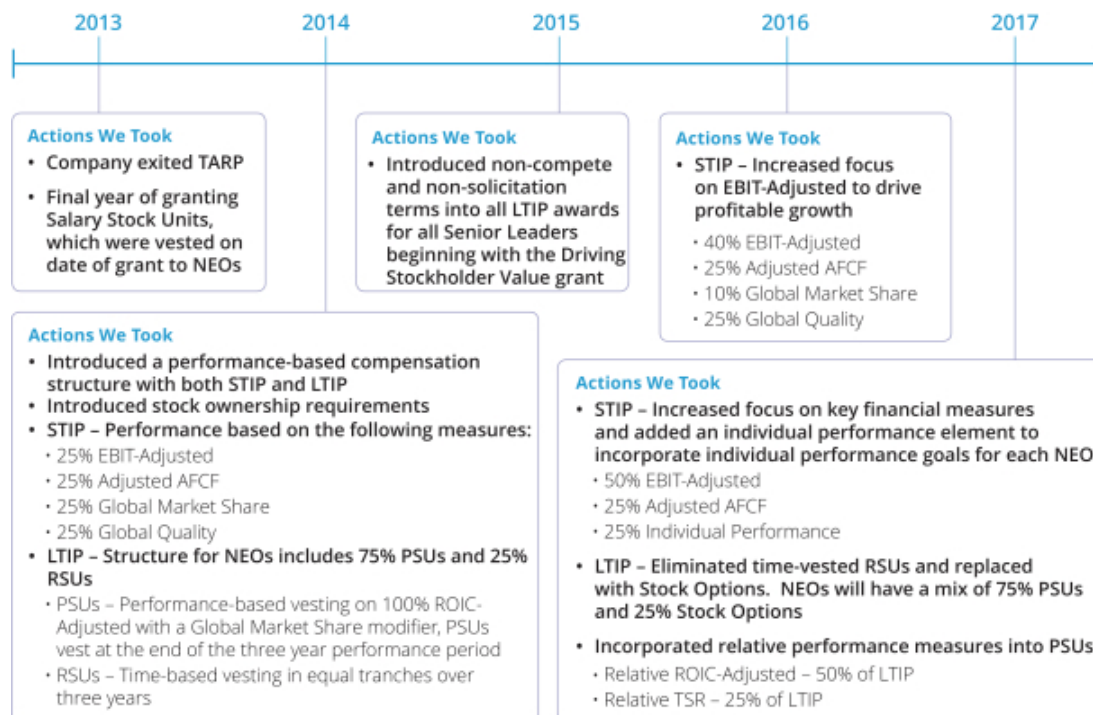 2013
2014
2015
2016
2017
Actions We Took
• Company exited TARP
• Final year of granting
Salary Stock Units,
which were vested on
date of grant to NEOs
Actions We Took
• Introduced a performance-based compensation
structure with both STIP and LTIP
• Introduced stock ownership requirements
• STIP – Performance based on the following measures:
• 25% EBIT-Adjusted
• 25% Adjusted AFCF
• 25% Global Market Share
• 25% Global Quality
• LTIP – Structure for NEOs includes 75% PSUs and 25%
RSUs
• PSUs – Performance-based vesting on 100% ROIC-
Adjusted with a Global Market Share modifier, PSUs
vest at the end of the three year performance period
• RSUs – Time-based vesting in equal tranches over
three years
Actions We Took
• Introduced non-compete
and non-solicitation
terms into all LTIP awards
for all Senior Leaders
beginning with the Driving
Stockholder Value grant
Actions We Took
• STIP – Increased focus
on EBIT-Adjusted to drive
profitable growth
• 40% EBIT-Adjusted
• 25% Adjusted AFCF
• 10% Global Market Share
• 25% Global Quality
Actions We Took
• STIP – Increased focus on key financial measures
and added an individual performance element to
incorporate individual performance goals for each NEO
• 50% EBIT-Adjusted
• 25% Adjusted AFCF
• 25% Individual Performance
• LTIP – Eliminated time-vested RSUs and replaced
with Stock Options. NEOs will have a mix of 75% PSUs
and 25% Stock Options
• Incorporated relative performance measures into PSUs
• Relative ROIC-Adjusted – 50% of LTIP
• Relative TSR – 25% of LTIP